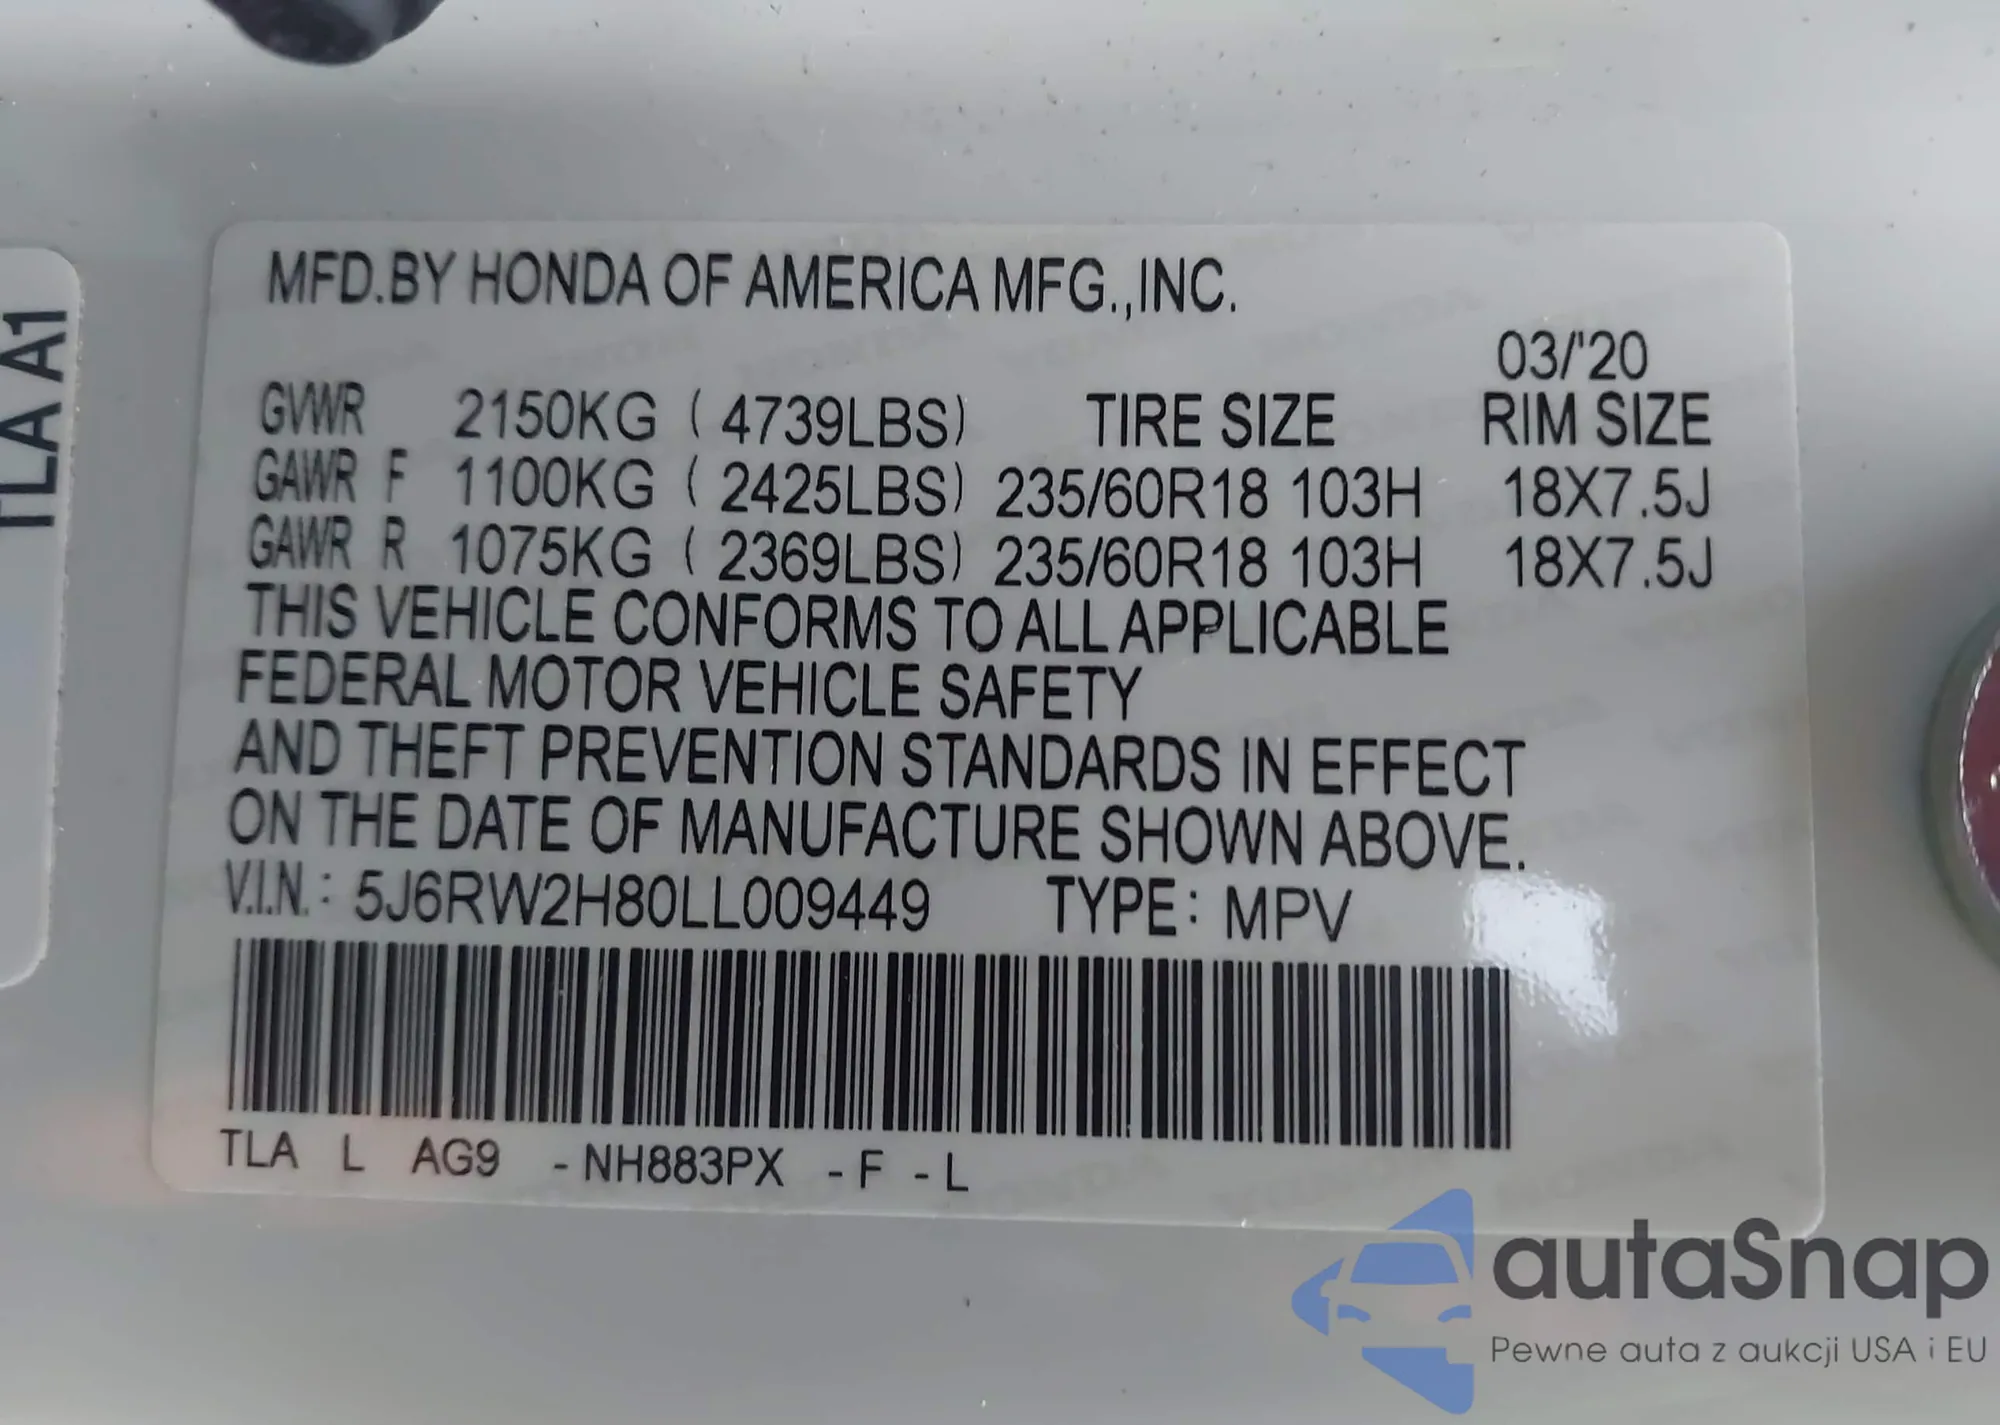 MFD.BY HONDA OF AMERICA MFG.,INC.
03/'20
GVWR 2150KG ( 4739LBS) TIRE SIZE RIM SIZE
GAWR F 1100KG ( 2425LBS) 235/60R18 103H 18X7.5J
GAWR R 1075KG ( 2369LBS) 235/60R18 103H 18X7.5J
THIS VEHICLE CONFORMS TO ALL APPLICABLE
FEDERAL MOTOR VEHICLE SAFETY
AND THEFT PREVENTION STANDARDS IN EFFECT
ON THE DATE OF MANUFACTURE SHOWN ABOVE.
V.I.N.: 5J6RW2H80LL009449 TYPE: MPV
TLA L AG9 -NH883PX -F -L
TLA A1
autaSnap
Pewne auta z aukcji USA i EU